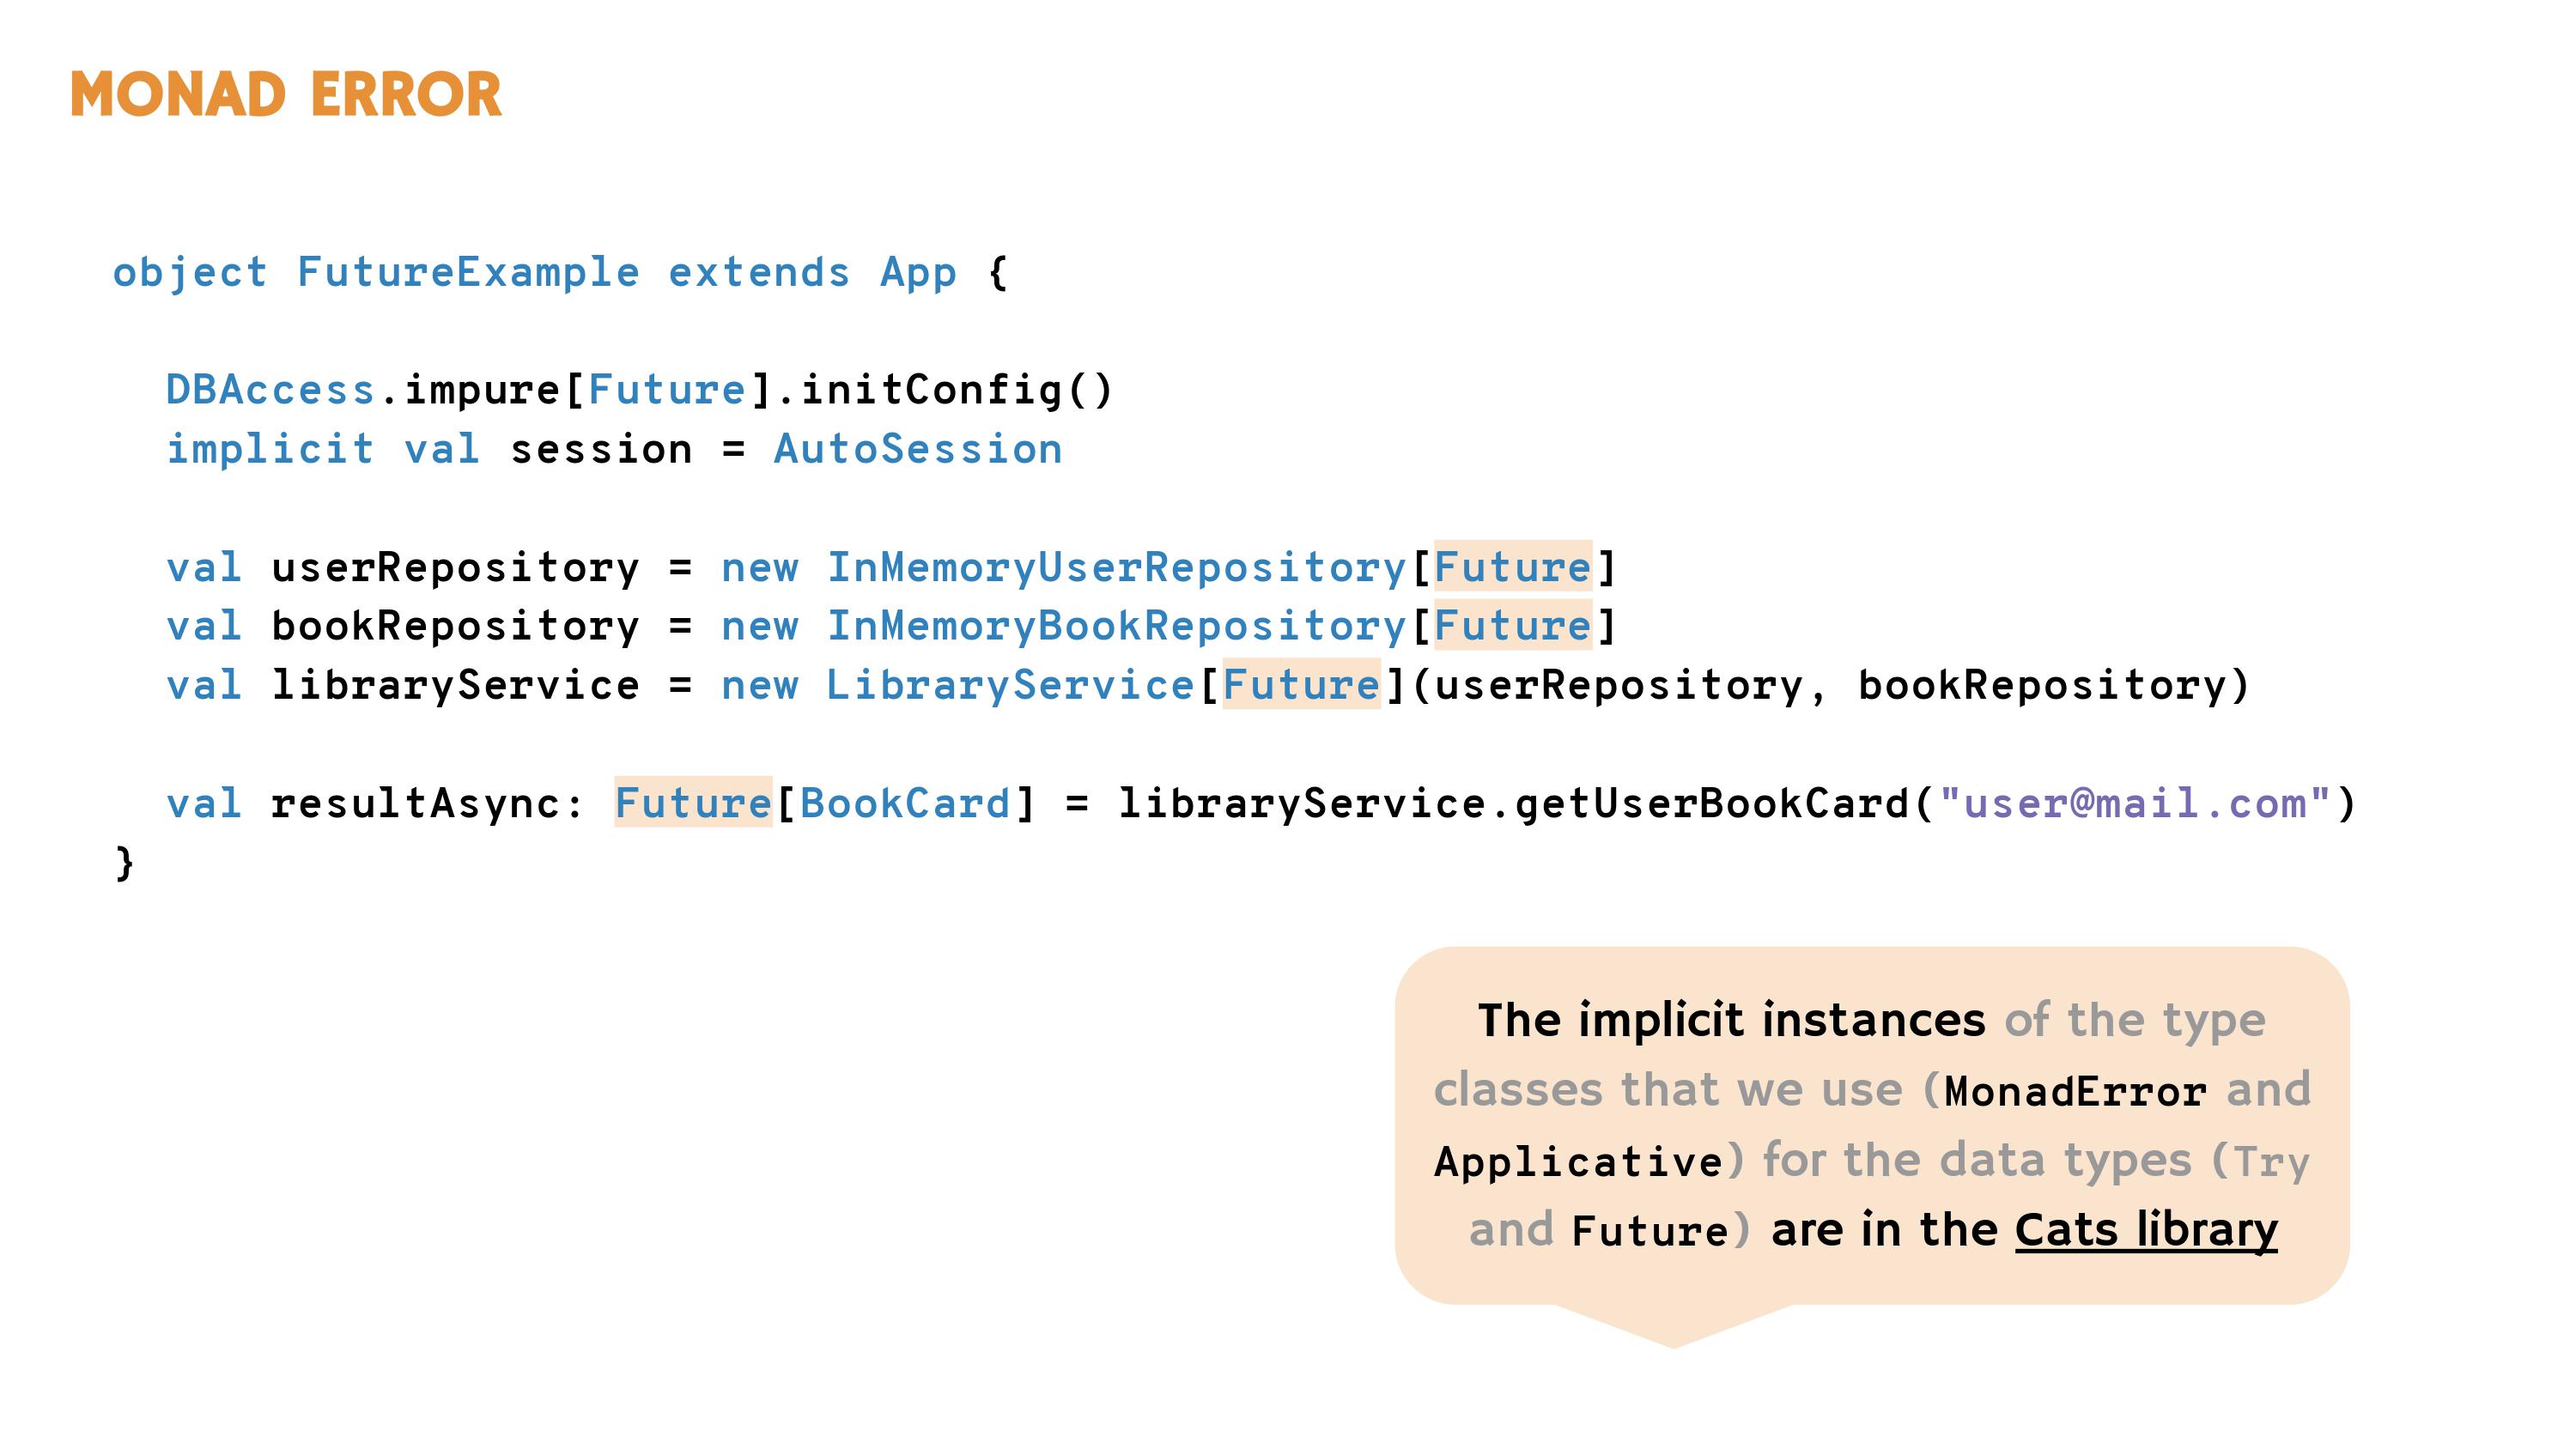 MONAD ERROR
object FutureExample extends App {
DBAccess.impure[Future].initConfig()
implicit val session = AutoSession
val userRepository = new InMemoryUserRepository[Future]
val bookRepository = new InMemoryBookRepository[Future]
val libraryService = new LibraryService[Future](userRepository, bookRepository)
val resultAsync: Future[BookCard] = libraryService.getUserBookCard("user@mail.com")
}
The implicit instances of the type
classes that we use (MonadError and
Applicative) for the data types (Try
and Future) are in the Cats library